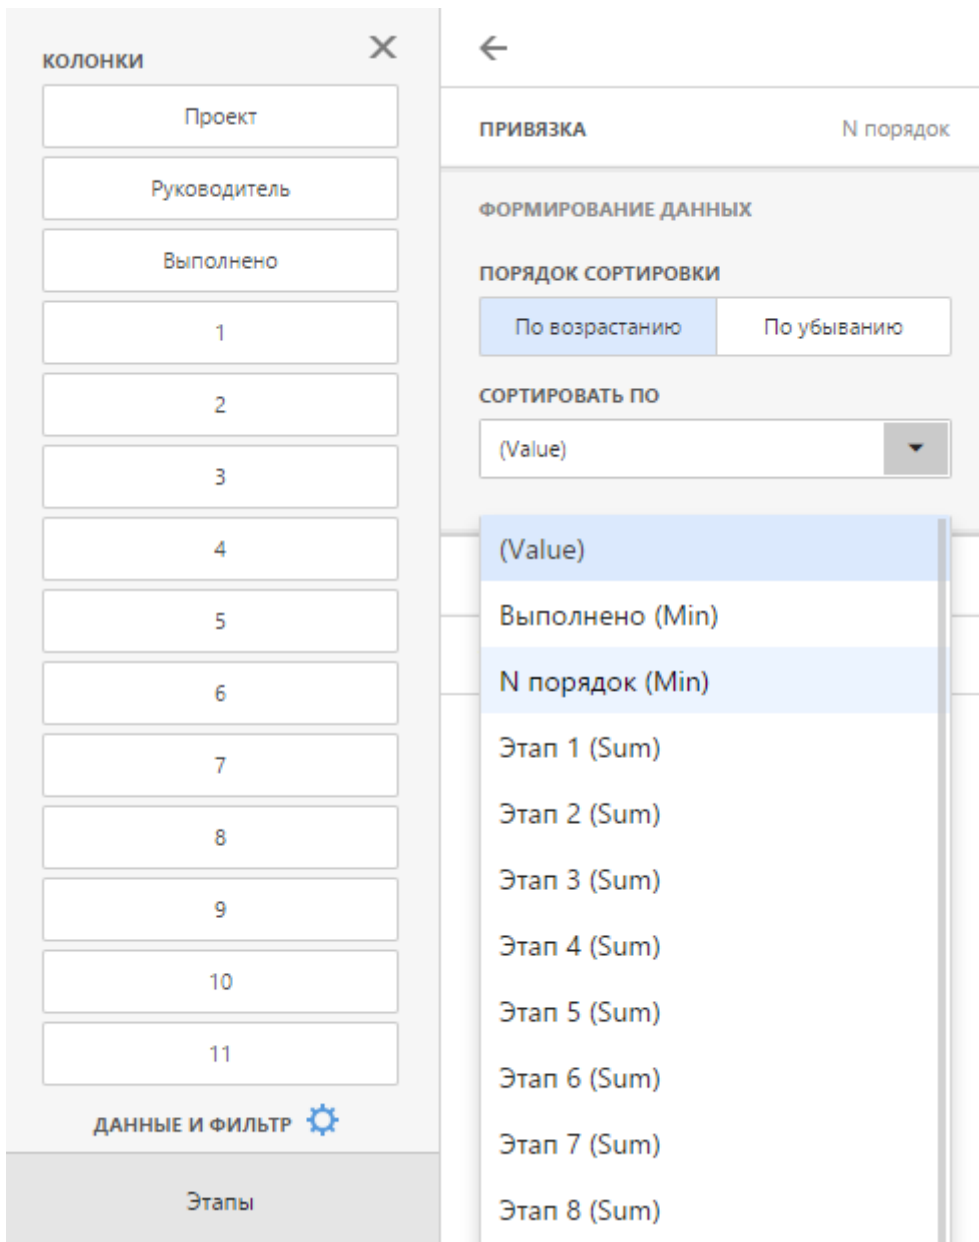 КОЛОНКИ
Проект
Руководитель
Выполнено
1
2
3
4
5
6
7
8
9
10
11
ДАННЫЕ И ФИЛЬТР
Этапы
ПРИВЯЗКА N порядок
ФОРМИРОВАНИЕ ДАННЫХ
ПОРЯДОК СОРТИРОВКИ
По возрастанию По убыванию
СОРТИРОВАТЬ ПО
(Value)
(Value)
Выполнено (Min)
N порядок (Min)
Этап 1 (Sum)
Этап 2 (Sum)
Этап 3 (Sum)
Этап 4 (Sum)
Этап 5 (Sum)
Этап 6 (Sum)
Этап 7 (Sum)
Этап 8 (Sum)